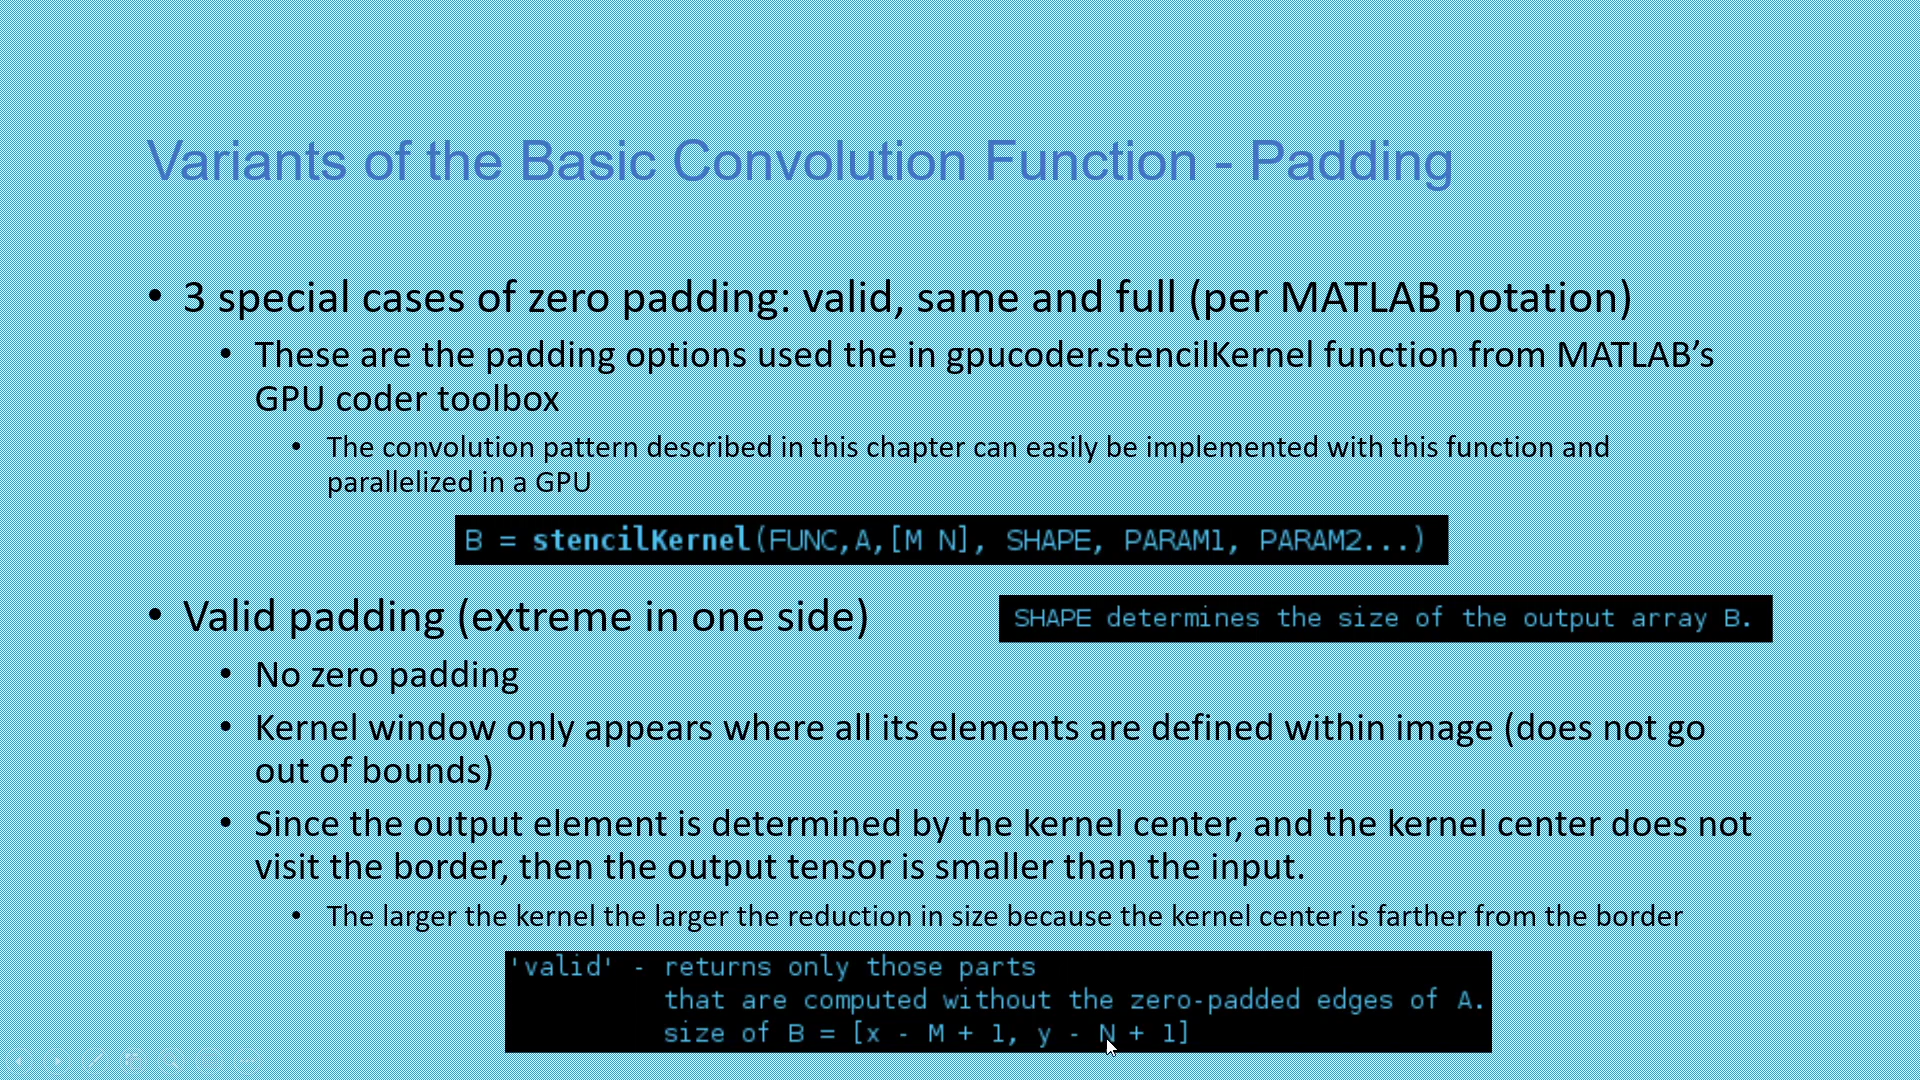 Variants of the Basic Convolution Function - Padding
• 3 special cases of zero padding: valid, same and full (per MATLAB notation)
• These are the padding options used the in gpucoder.stencilKernel function from MATLAB’s
GPU coder toolbox
• The convolution pattern described in this chapter can easily be implemented with this function and
parallelized in a GPU
B = stencilKernel(FUNC,A,[M N], SHAPE, PARAM1, PARAM2...)
• Valid padding (extreme in one side)
SHAPE determines the size of the output array B.
• No zero padding
• Kernel window only appears where all its elements are defined within image (does not go
out of bounds)
• Since the output element is determined by the kernel center, and the kernel center does not
visit the border, then the output tensor is smaller than the input.
• The larger the kernel the larger the reduction in size because the kernel center is farther from the border
'valid' - returns only those parts
that are computed without the zero-padded edges of A.
size of B = [x - M + 1, y - N + 1]